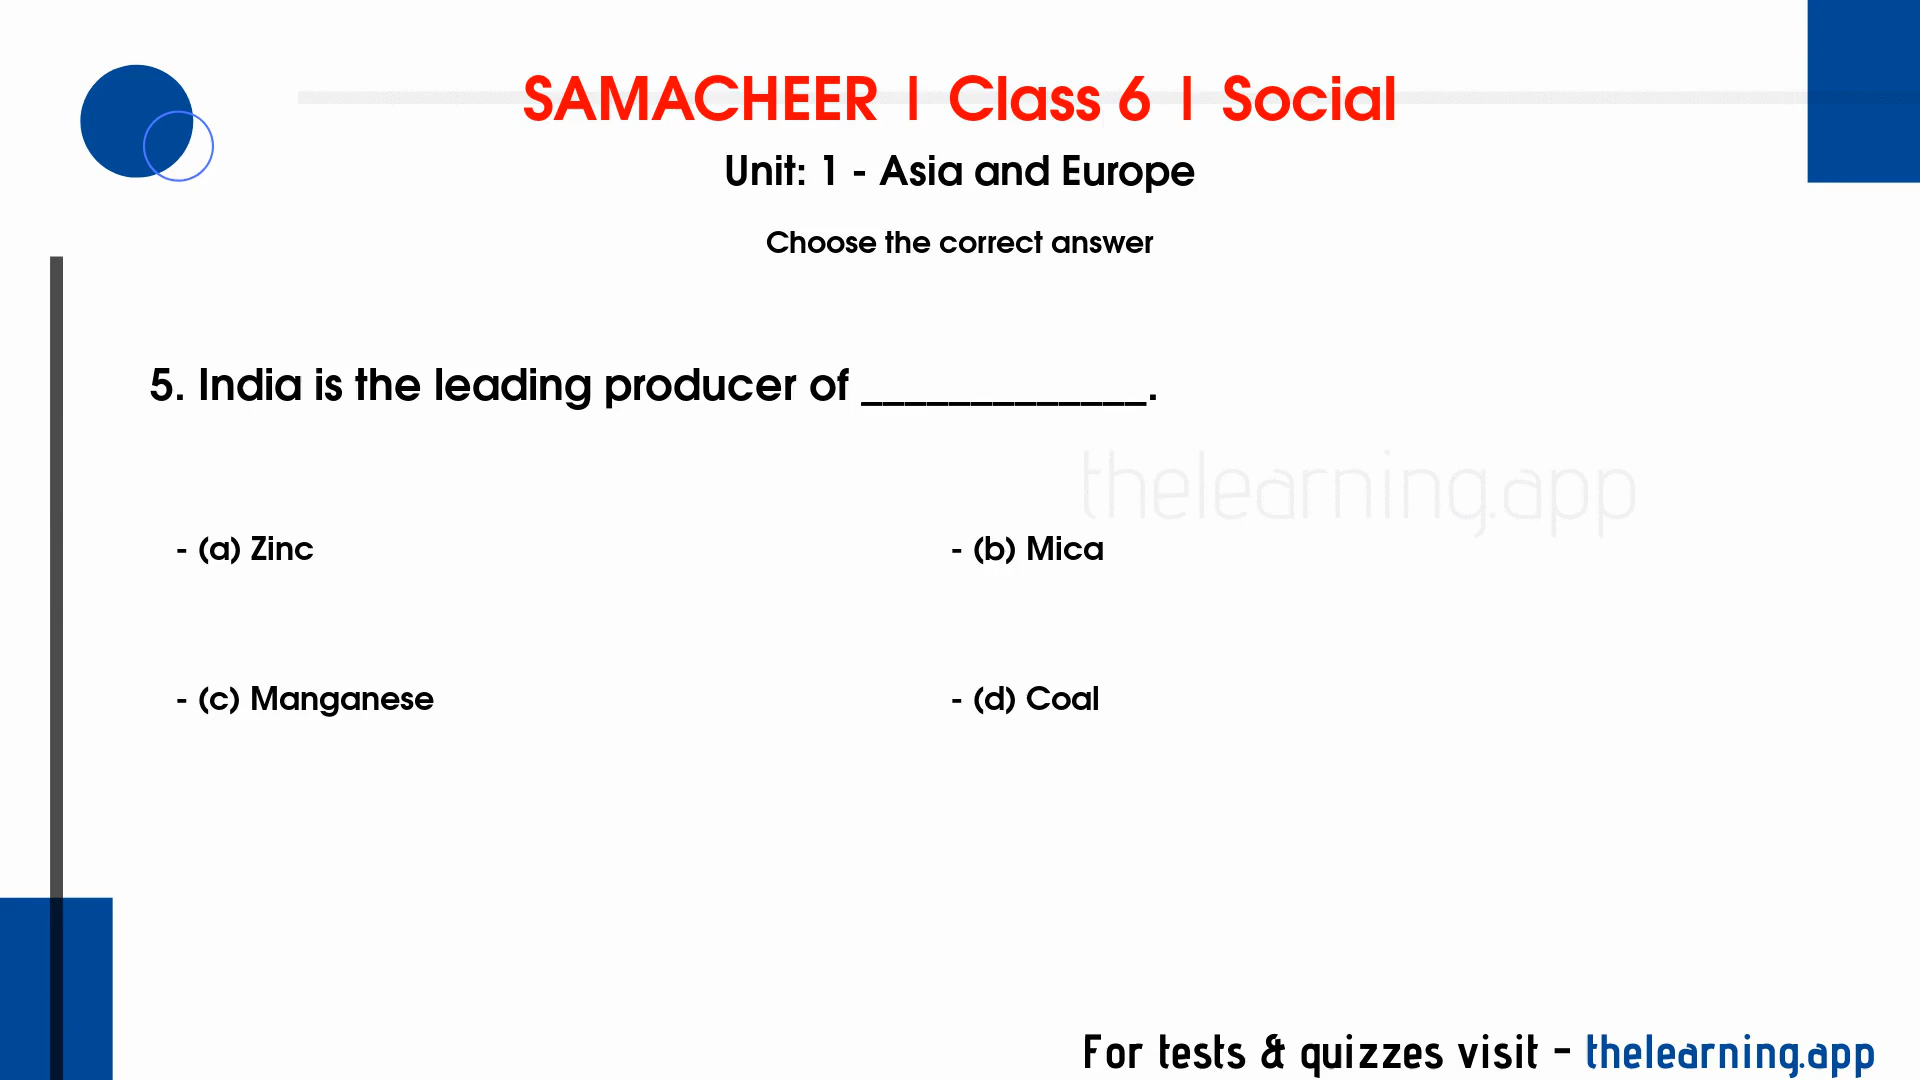 SAMACHEER | Class 6 | Social
Unit: 1 - Asia and Europe
Choose the correct answer
5. India is the leading producer of _____________.
thelearning.app
- (a) Zinc
- (b) Mica
- (c) Manganese
- (d) Coal
For tests & quizzes visit - thelearning.app